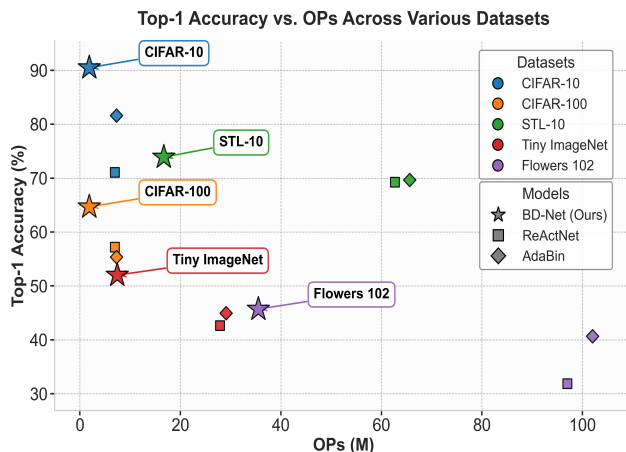 Top-1 Accuracy vs. OPs Across Various Datasets
Top-1 Accuracy (%)
90
80
70
60
50
40
30
CIFAR-10
STL-10
CIFAR-100
Tiny ImageNet
Flowers 102
Datasets
CIFAR-10
CIFAR-100
STL-10
Tiny ImageNet
Flowers 102
Models
BD-Net (Ours)
ReActNet
AdaBin
0
20
40
60
80
100
OPs (M)